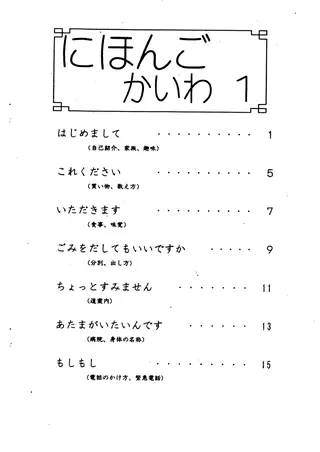 にほんご
かいわ 1
はじめまして ・・・・・・・・・・ 1
(自己紹介、家族、趣味)
これください ・・・・・・・・・・ 5
(買い物、数え方)
いただきます ・・・・・・・・・・ 7
(食事、味覚)
ごみをだしてもいいですか ・・・・・ 9
(分別、出し方)
ちょっとすみません ・・・・・・・ 11
(道案内)
あたまがいたいんです ・・・・・・ 13
(病院、身体の名称)
もしもし ・・・・・・・・・ 15
(電話のかけ方、緊急電話)